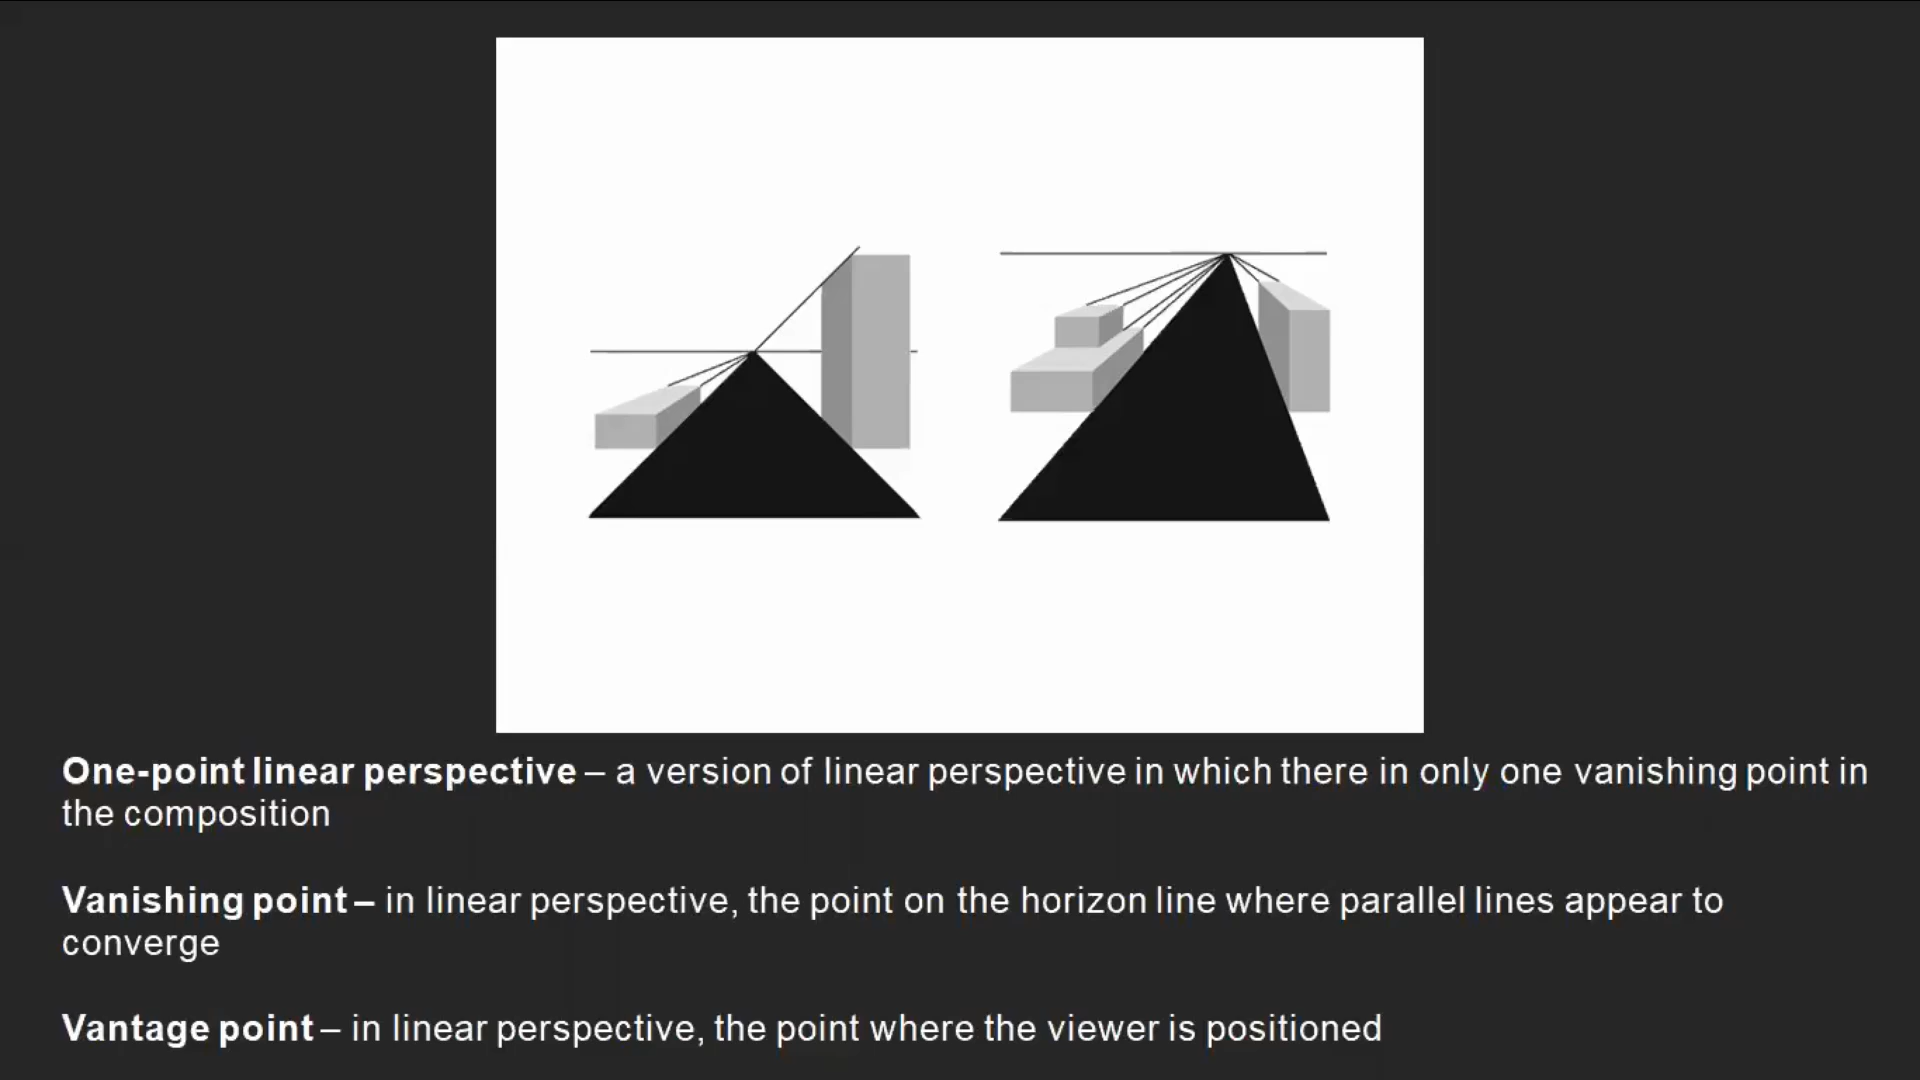 One-point linear perspective – a version of linear perspective in which there in only one vanishing point in
the composition
Vanishing point – in linear perspective, the point on the horizon line where parallel lines appear to
converge
Vantage point – in linear perspective, the point where the viewer is positioned